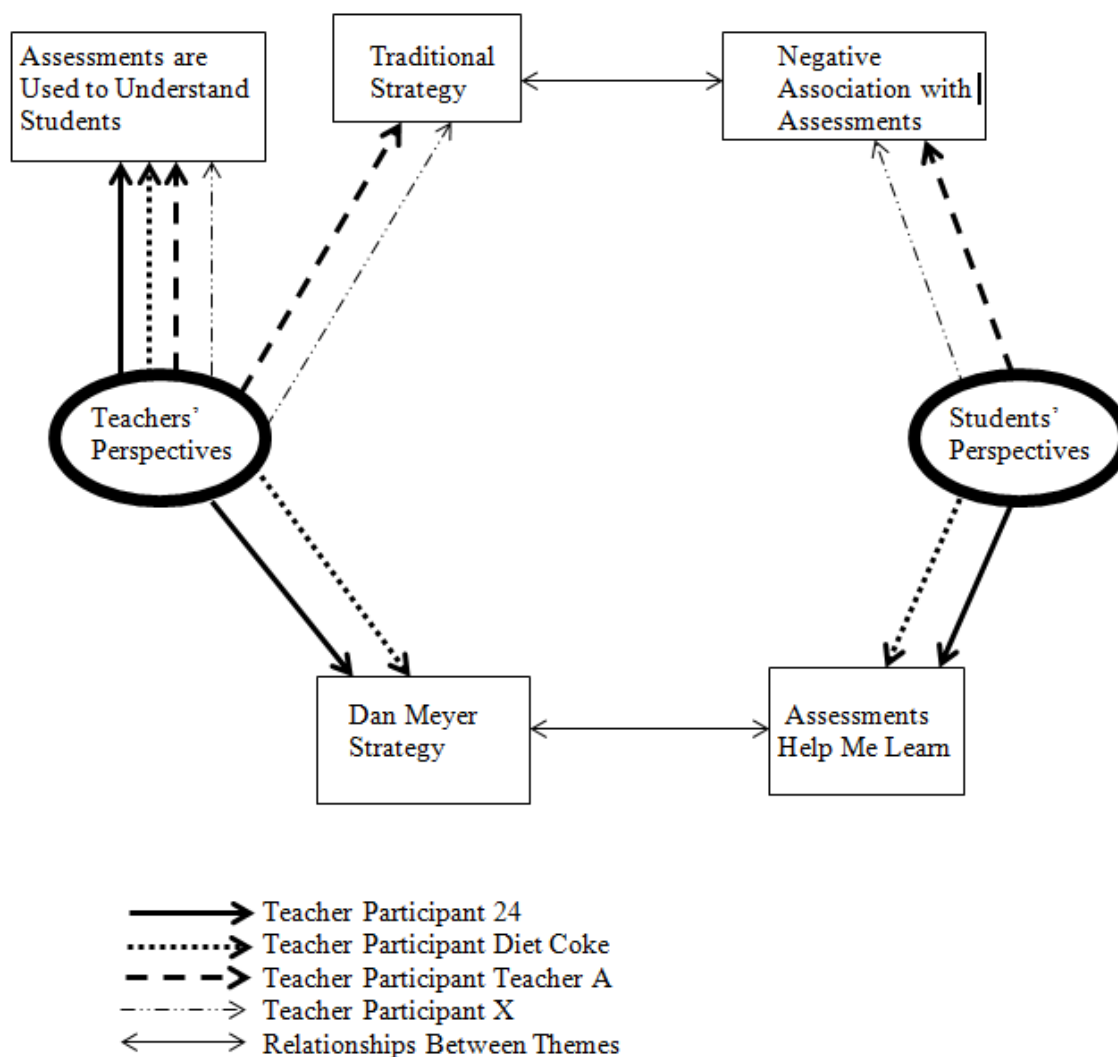 Assessments are
Used to Understand
Students
Traditional
Strategy
Negative
Association with
Assessments
Teachers’
Perspectives
Students’
Perspectives
Dan Meyer
Strategy
Assessments
Help Me Learn
Teacher Participant 24
Teacher Participant Diet Coke
Teacher Participant Teacher A
Teacher Participant X
Relationships Between Themes